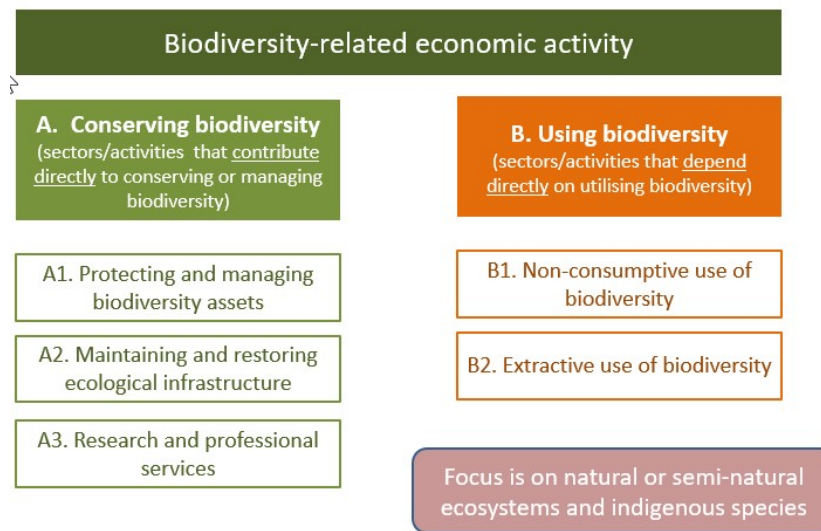 Biodiversity-related economic activity
A. Conserving biodiversity
(sectors/activities that contribute
directly to conserving or managing
biodiversity)
A1. Protecting and managing
biodiversity assets
A2. Maintaining and restoring
ecological infrastructure
A3. Research and professional
services
B. Using biodiversity
(sectors/activities that depend
directly on utilising biodiversity)
B1. Non-consumptive use of
biodiversity
B2. Extractive use of biodiversity
Focus is on natural or semi-natural
ecosystems and indigenous species